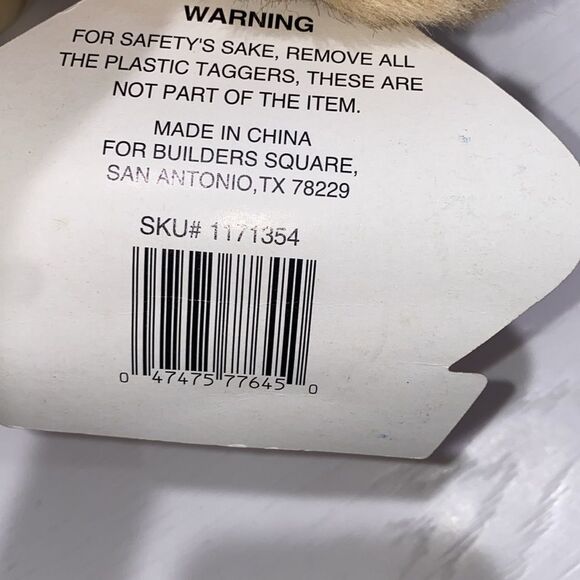 WARNING
FOR SAFETY'S SAKE, REMOVE ALL
THE PLASTIC TAGGERS, THESE ARE
NOT PART OF THE ITEM.
MADE IN CHINA
FOR BUILDERS SQUARE,
SAN ANTONIO,TX 78229
SKU# 1171354
0 47475 77645 0